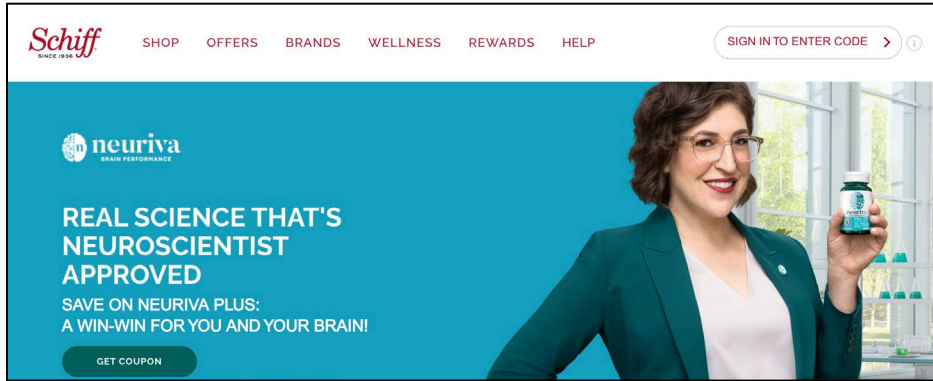 Schiff
SINCE 1936
SHOP OFFERS BRANDS WELLNESS REWARDS HELP
SIGN IN TO ENTER CODE
i
n neuriva
BRAIN PERFORMANCE
REAL SCIENCE THAT'S
NEUROSCIENTIST
APPROVED
SAVE ON NEURIVA PLUS:
A WIN-WIN FOR YOU AND YOUR BRAIN!
GET COUPON
neuriva